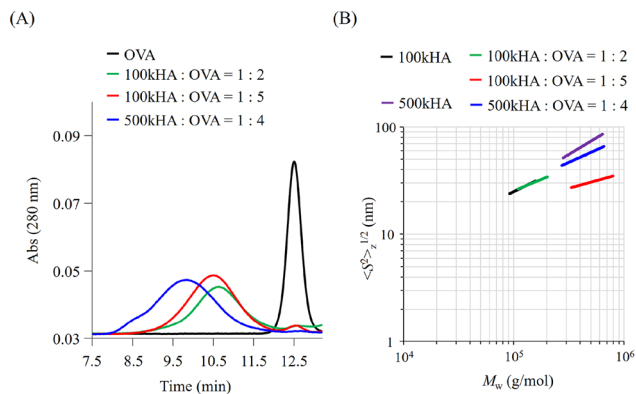 (A)
OVA
100kHA : OVA = 1 : 2
100kHA : OVA = 1 : 5
500kHA : OVA = 1 : 4
0.09
0.07
0.05
0.03
Abs (280 nm)
7.5 8.5 9.5 10.5 11.5 12.5
Time (min)
(B)
100kHA 100kHA : OVA = 1 : 2
100kHA : OVA = 1 : 5
500kHA 500kHA : OVA = 1 : 4
100
10
1
<S²>z^1/2 (nm)
10⁴ 10⁵ 10⁶
Mw (g/mol)